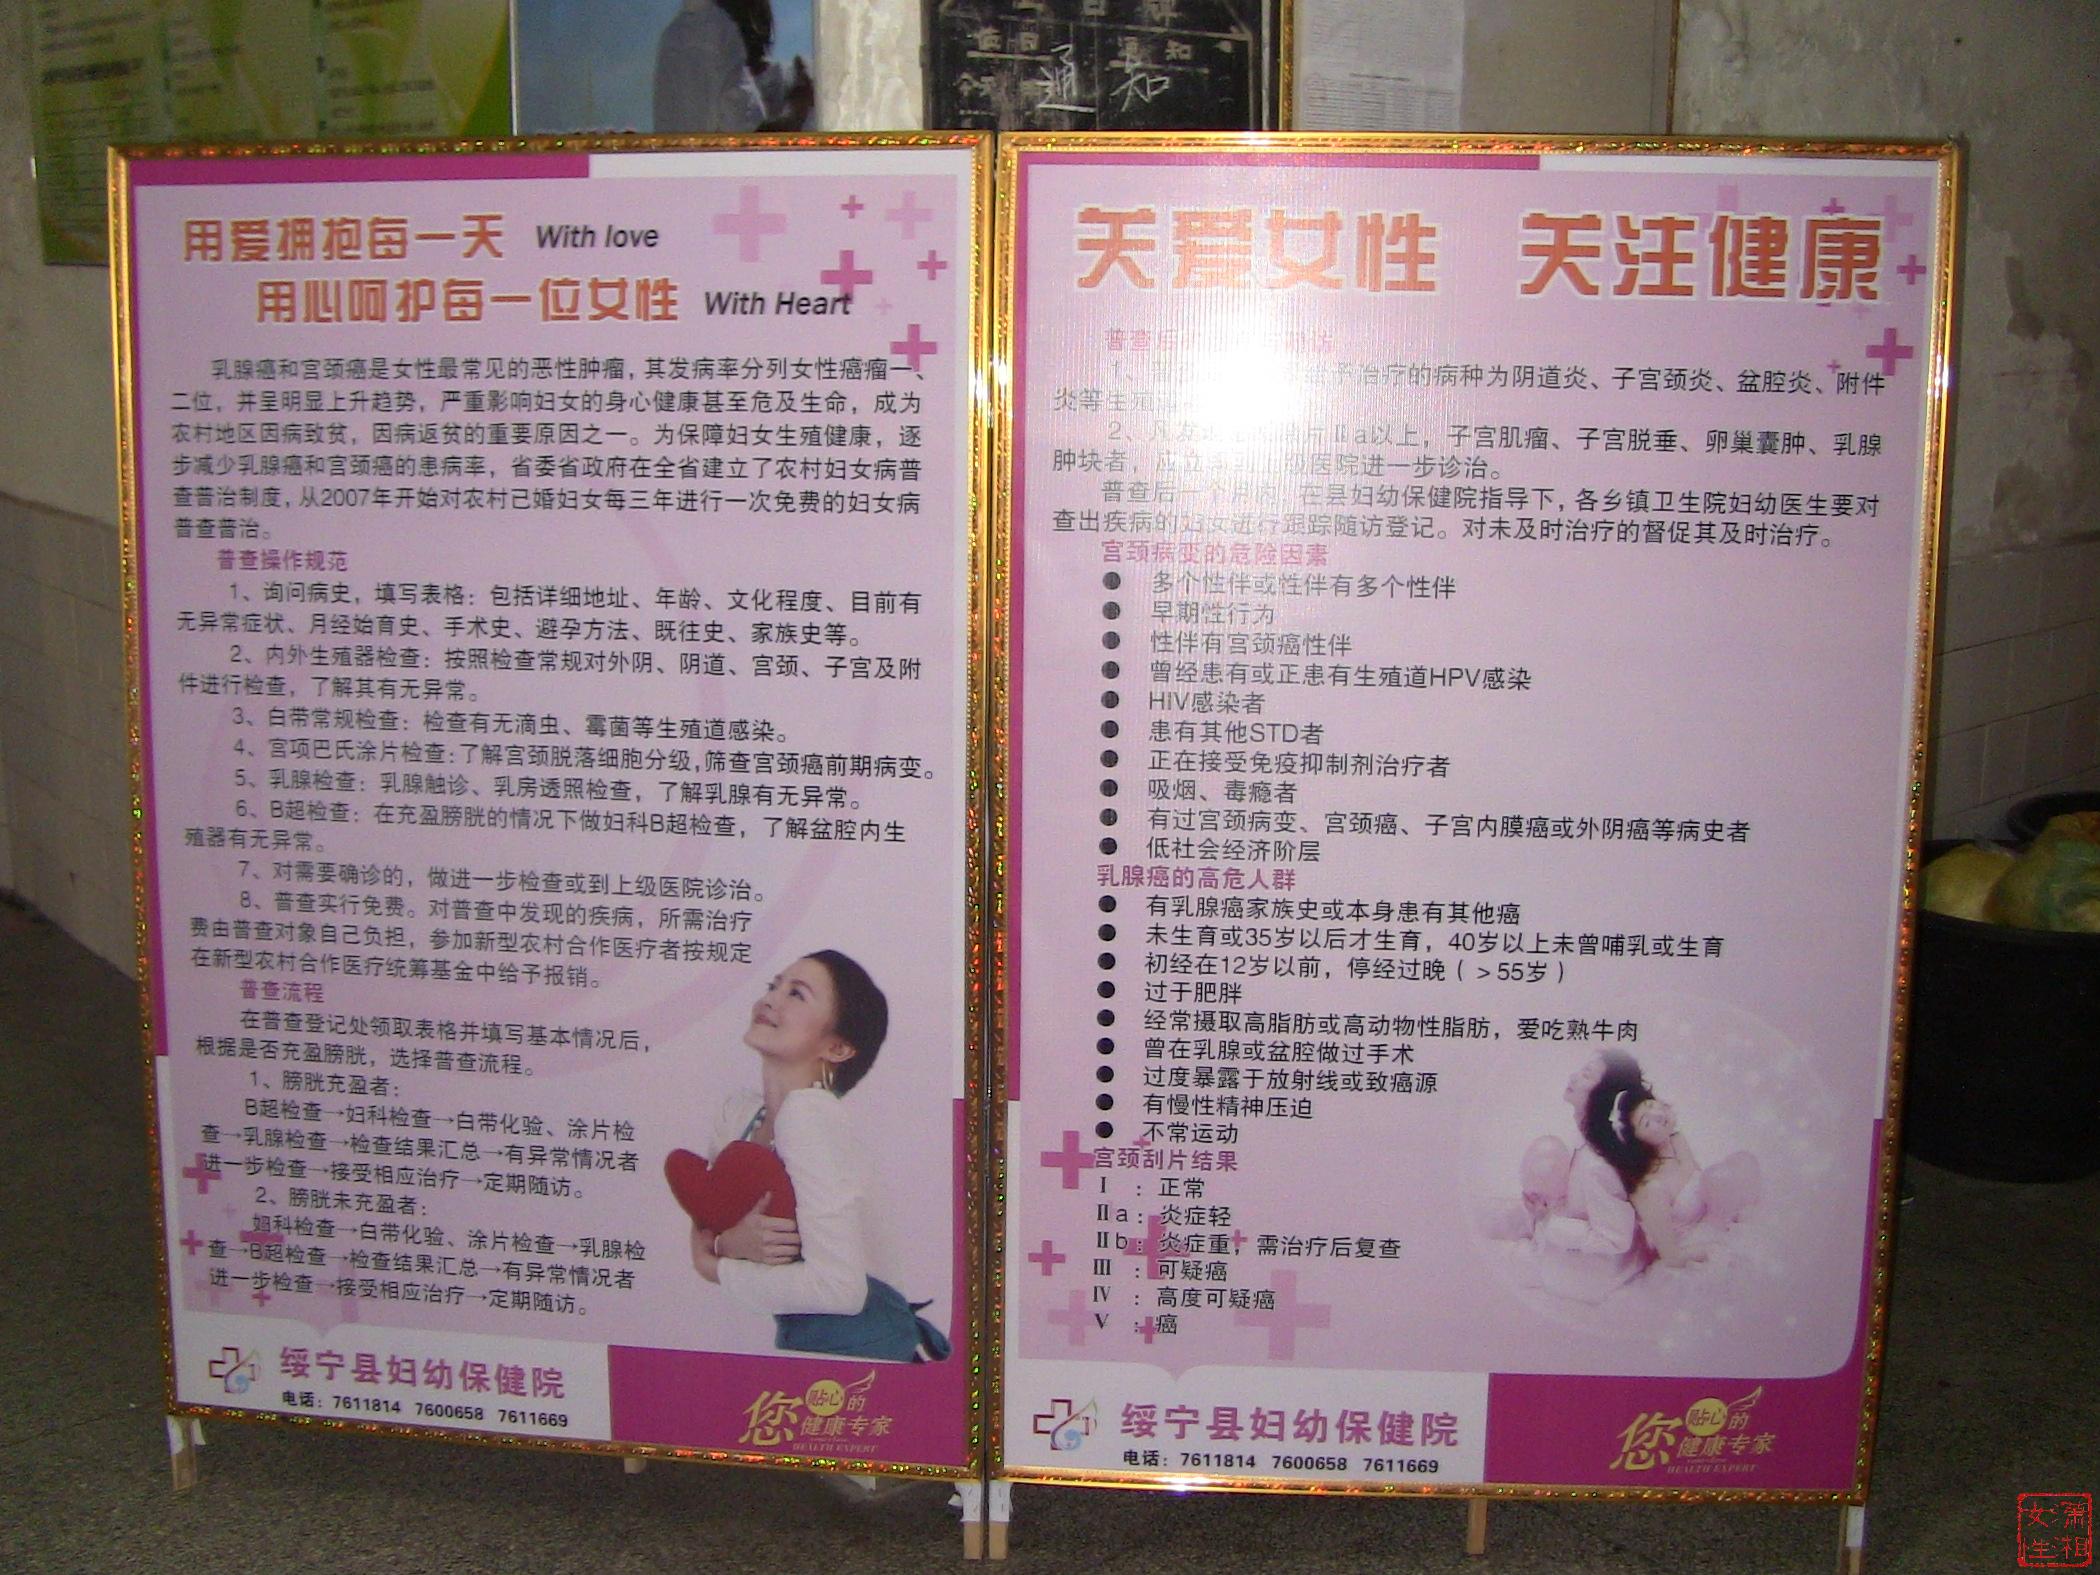 通知
用爱拥抱每一天 With love
用心呵护每一位女性 With Heart
乳腺癌和宫颈癌是女性最常见的恶性肿瘤，其发病率分列女性癌瘤一、
二位，并呈明显上升趋势，严重影响妇女的身心健康甚至危及生命，成为
农村地区因病致贫，因病返贫的重要原因之一。为保障妇女生殖健康，逐
步减少乳腺癌和宫颈癌的患病率，省委省政府在全省建立了农村妇女病普
查普治制度，从2007年开始对农村已婚妇女每三年进行一次免费的妇女病
普查普治。
普查操作规范
1、询问病史，填写表格：包括详细地址、年龄、文化程度、目前有
无异常症状、月经始育史、手术史、避孕方法、既往史、家族史等。
2、内外生殖器检查：按照检查常规对外阴、阴道、宫颈、子宫及附
件进行检查，了解其有无异常。
3、白带常规检查：检查有无滴虫、霉菌等生殖道感染。
4、宫项巴氏涂片检查：了解宫颈脱落细胞分级，筛查宫颈癌前期病变。
5、乳腺检查：乳腺触诊、乳房透照检查，了解乳腺有无异常。
6、B超检查：在充盈膀胱的情况下做妇科B超检查，了解盆腔内生
殖器有无异常。
7、对需要确诊的，做进一步检查或到上级医院诊治。
8、普查实行免费。对普查中发现的疾病，所需治疗
费由普查对象自己负担，参加新型农村合作医疗者按规定
在新型农村合作医疗统筹基金中给予报销。
普查流程
在普查登记处领取表格并填写基本情况后，
根据是否充盈膀胱，选择普查流程。
1、膀胱充盈者：
B超检查→妇科检查→白带化验、涂片检
查→乳腺检查→检查结果汇总→有异常情况者
进一步检查→接受相应治疗→定期随访。
2、膀胱未充盈者：
妇科检查→白带化验、涂片检查→乳腺检
查→B超检查→检查结果汇总→有异常情况者
进一步检查→接受相应治疗→定期随访。
绥宁县妇幼保健院
电话：7611814 7600658 7611669
您贴心的
健康专家
HEALTH EXPERT
关爱女性 关注健康
普查后
1、 予治疗的病种为阴道炎、子宫颈炎、盆腔炎、附件
炎等生殖
2、凡发 片Ⅱa以上，子宫肌瘤、子宫脱垂、卵巢囊肿、乳腺
肿块者，应立 到上级医院进一步诊治。
普查后一个月内，在县妇幼保健院指导下，各乡镇卫生院妇幼医生要对
查出疾病的妇女进行跟踪随访登记。对未及时治疗的督促其及时治疗。
宫颈病变的危险因素
● 多个性伴或性伴有多个性伴
● 早期性行为
● 性伴有宫颈癌性伴
● 曾经患有或正患有生殖道HPV感染
● HIV感染者
● 患有其他STD者
● 正在接受免疫抑制剂治疗者
● 吸烟、毒瘾者
● 有过宫颈病变、宫颈癌、子宫内膜癌或外阴癌等病史者
● 低社会经济阶层
乳腺癌的高危人群
● 有乳腺癌家族史或本身患有其他癌
● 未生育或35岁以后才生育，40岁以上未曾哺乳或生育
● 初经在12岁以前，停经过晚（＞55岁）
● 过于肥胖
● 经常摄取高脂肪或高动物性脂肪，爱吃熟牛肉
● 曾在乳腺或盆腔做过手术
● 过度暴露于放射线或致癌源
● 有慢性精神压迫
● 不常运动
宫颈刮片结果
Ⅰ：正常
Ⅱa：炎症轻
Ⅱb：炎症重，需治疗后复查
Ⅲ：可疑癌
Ⅳ：高度可疑癌
Ⅴ：癌
绥宁县妇幼保健院
电话：7611814 7600658 7611669
您贴心的
健康专家
HEALTH EXPERT
潇湘
女性